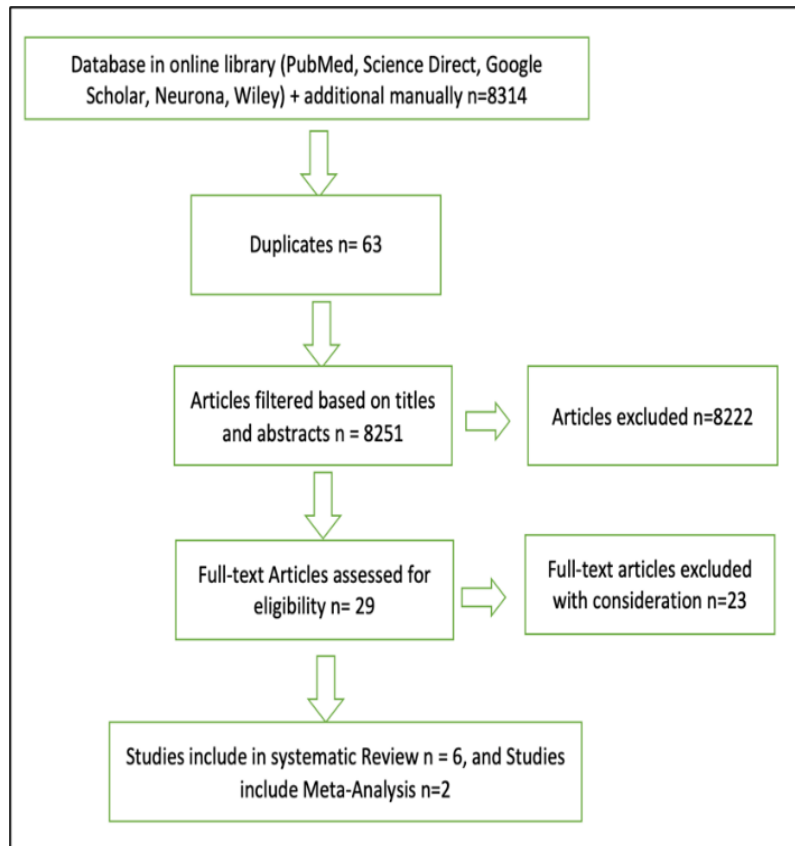 Database in online library (PubMed, Science Direct, Google
Scholar, Neurona, Wiley) + additional manually n=8314
Duplicates n= 63
Articles filtered based on titles
and abstracts n = 8251
Articles excluded n=8222
Full-text Articles assessed for
eligibility n= 29
Full-text articles excluded
with consideration n=23
Studies include in systematic Review n = 6, and Studies
include Meta-Analysis n=2